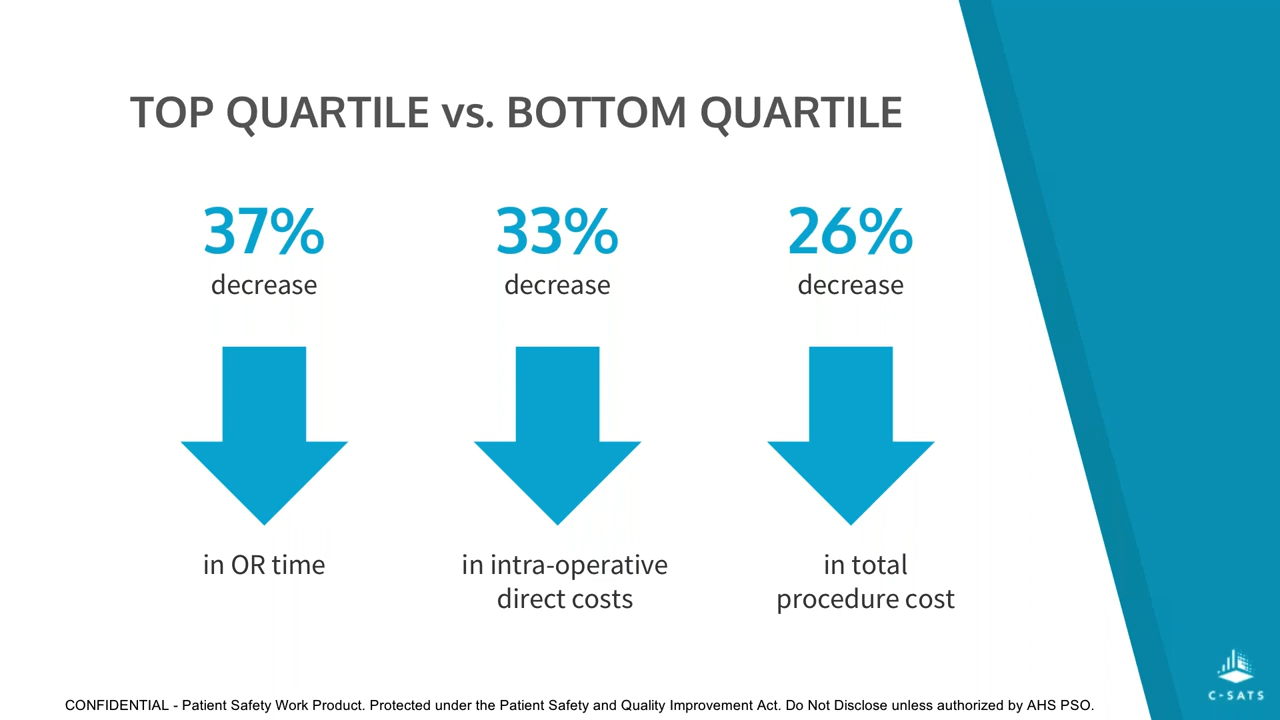 TOP QUARTILE vs. BOTTOM QUARTILE
37%
decrease
in OR time
33%
decrease
in intra-operative
direct costs
26%
decrease
in total
procedure cost
C-SATS
CONFIDENTIAL - Patient Safety Work Product. Protected under the Patient Safety and Quality Improvement Act. Do Not Disclose unless authorized by AHS PSO.